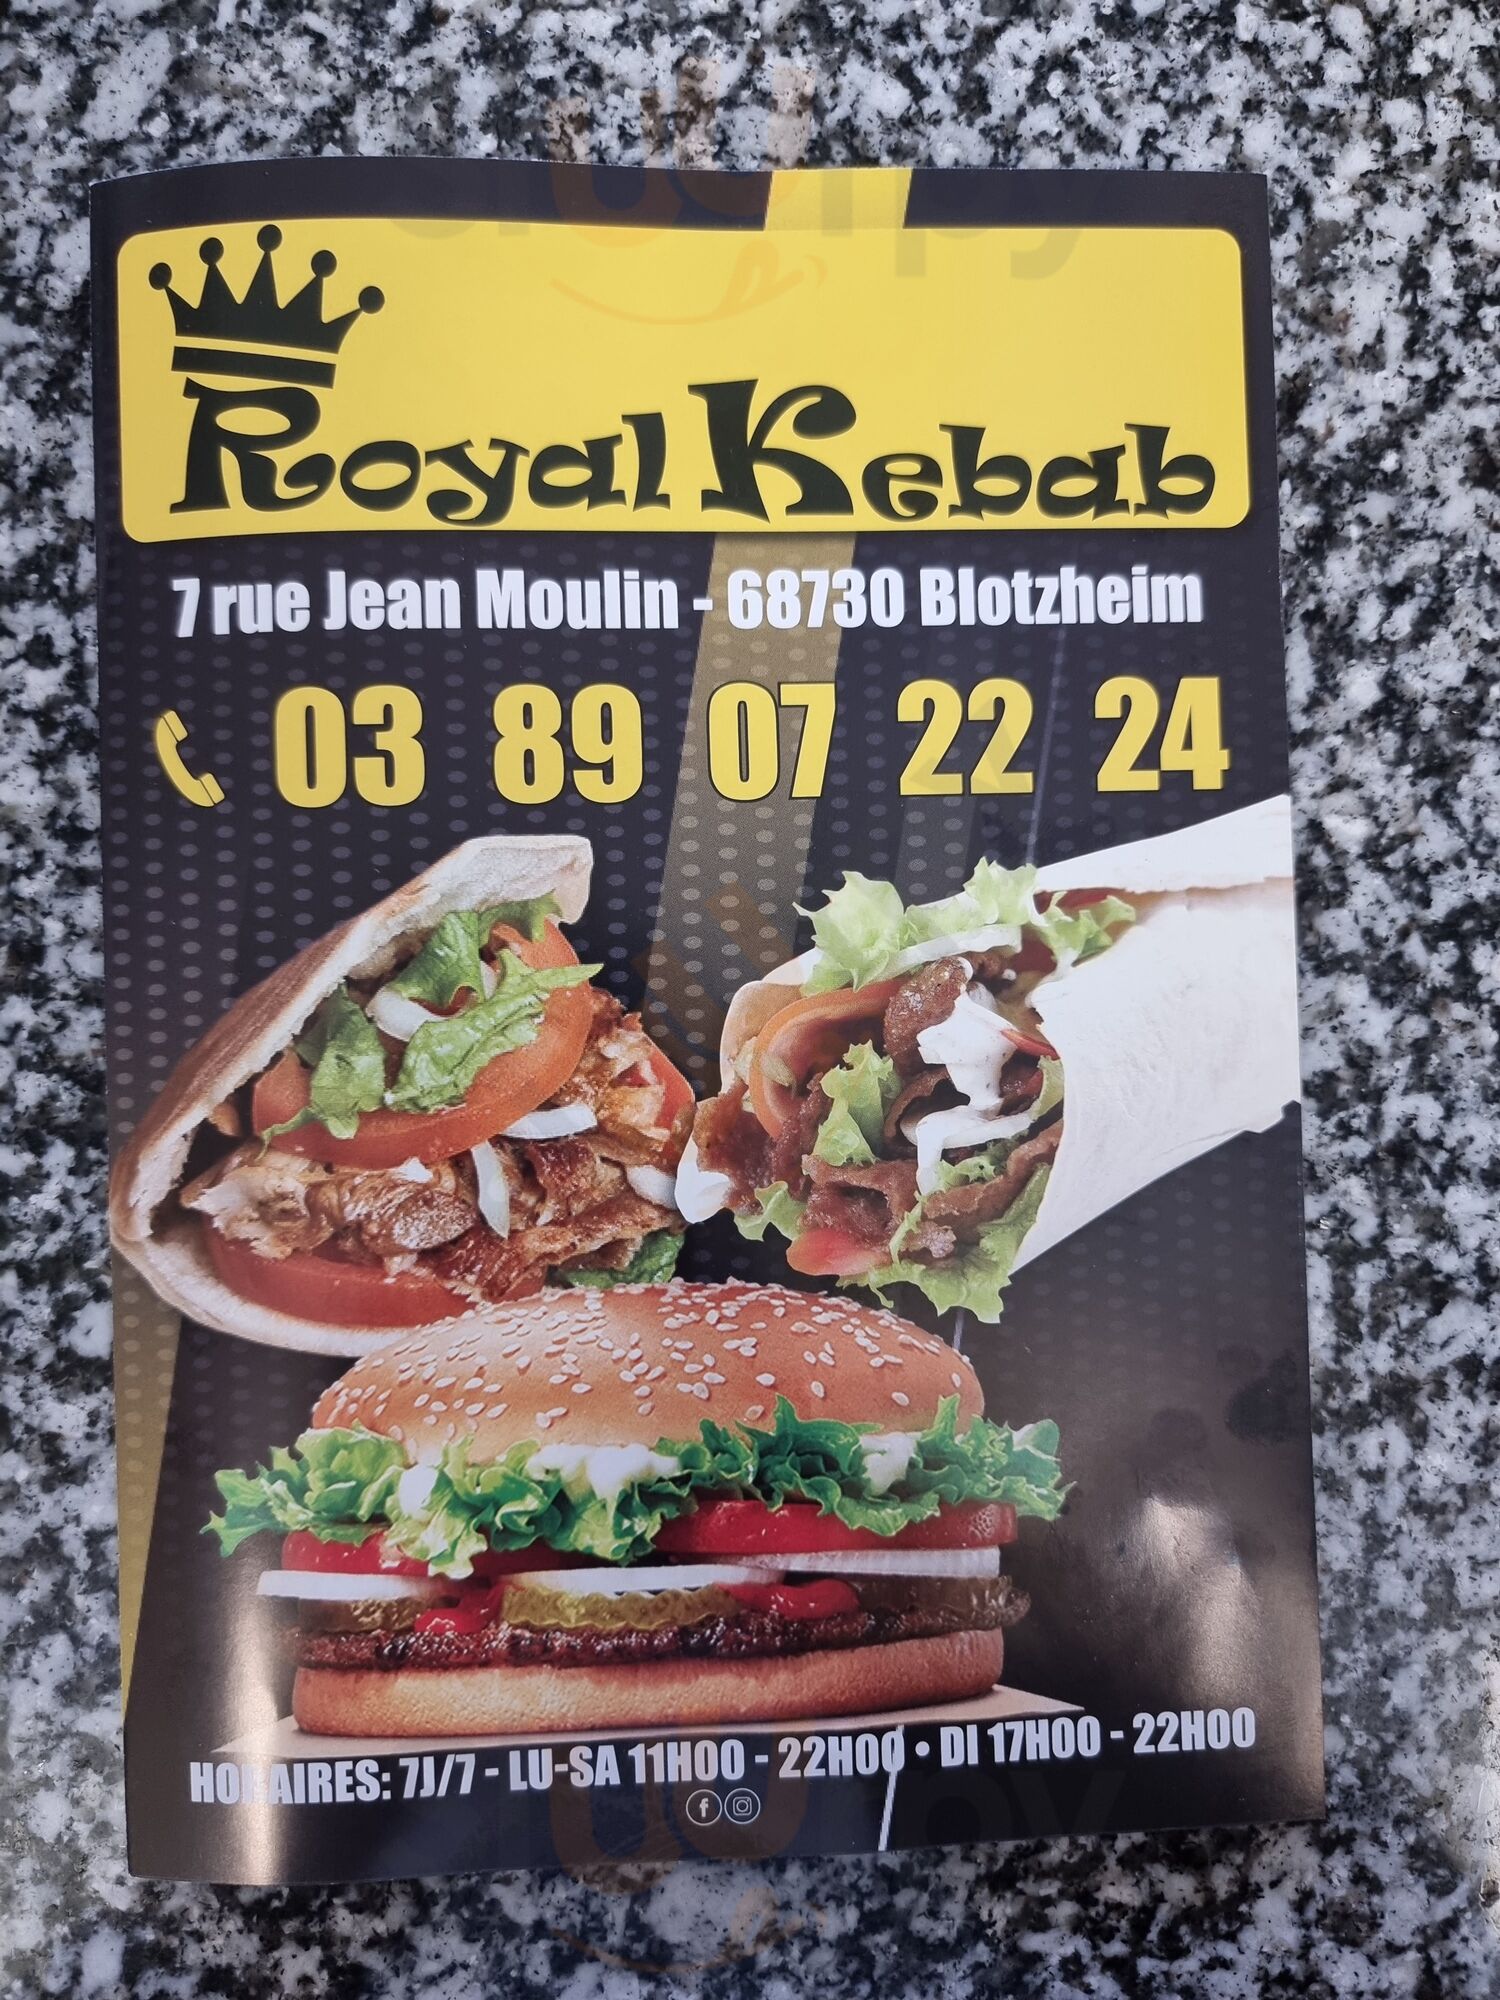 Royal Kebab
7 rue Jean Moulin - 68730 Blotzheim
03 89 07 22 24
HORAIRES: 7J/7 - LU-SA 11H00 - 22H00 • DI 17H00 - 22H00